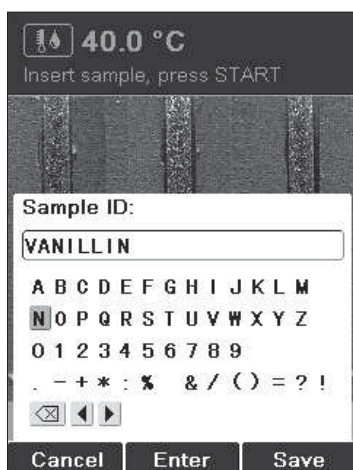 40.0 °C
Insert sample, press START
Sample ID:
VANILLIN
A B C D E F G H I J K L M
N O P Q R S T U V W X Y Z
0 1 2 3 4 5 6 7 8 9
. - + * : % & / ( ) = ? !
Cancel Enter Save